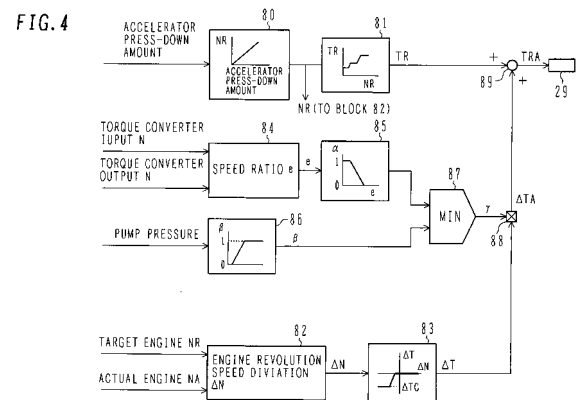 FIG.4
ACCELERATOR
PRESS-DOWN
AMOUNT
80
NR
ACCELERATOR
PRESS-DOWN
AMOUNT
81
TR
NR
TR
+
89
+
TRA
29
NR(TO BLOCK 82)
TORQUE CONVERTER
IUPUT N
TORQUE CONVERTER
OUTPUT N
84
SPEED RATIO e
e
85
α
1
0
e
87
MIN
γ
88
ΔTA
PUMP PRESSURE
86
β
1
0
β
TARGET ENGINE NR
ACTUAL ENGINE NA
82
ENGINE REVOLUTION
SPEED DIVIATION
ΔN
ΔN
83
ΔT
ΔN
ΔTC
ΔT